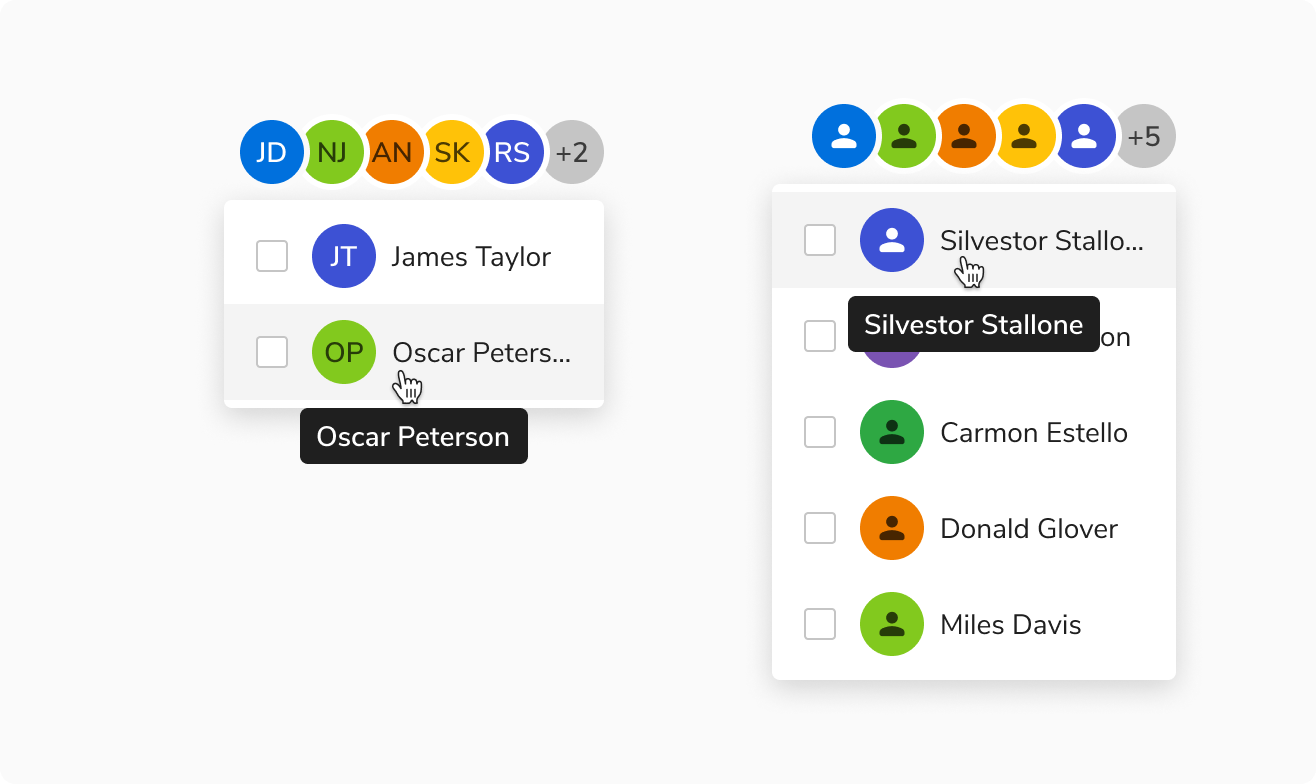 JD NJ AN SK RS +2
James Taylor
JT
OP
Oscar Peters...
Oscar Peterson
+5
Silvestor Stallo...
Silvestor Stallone
on
Carmon Estello
Donald Glover
Miles Davis